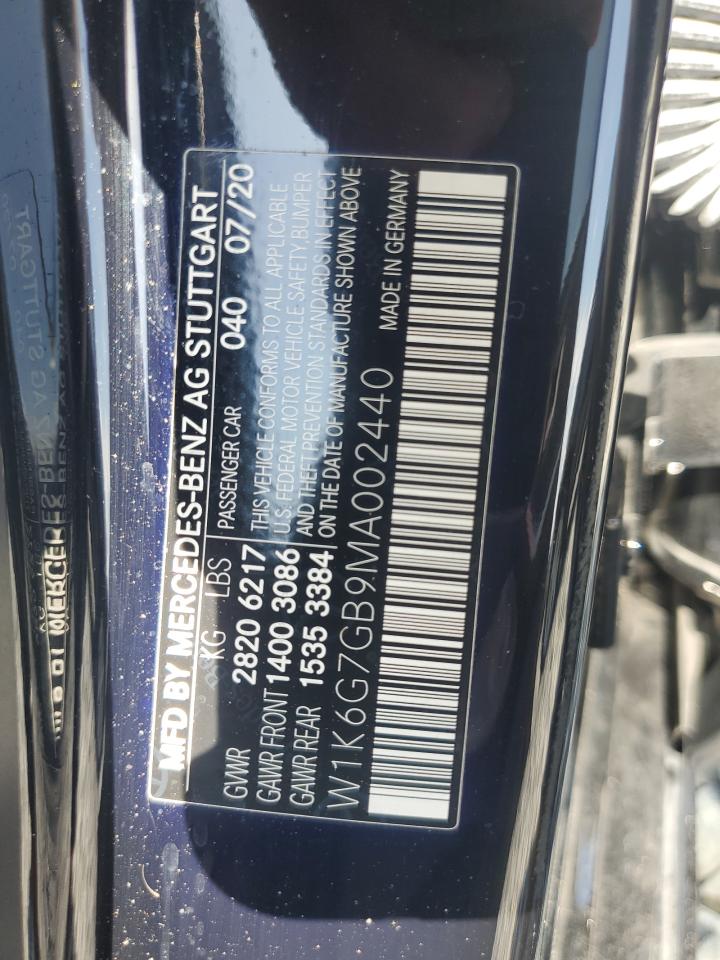 MFD BY MERCEDES-BENZ AG STUTTGART
KG LBS PASSENGER CAR 040 07/20
GVWR 2820 6217 THIS VEHICLE CONFORMS TO ALL APPLICABLE
GAWR FRONT 1400 3086 U.S. FEDERAL MOTOR VEHICLE SAFETY, BUMPER
GAWR REAR 1535 3384 AND THEFT PREVENTION STANDARDS IN EFFECT
ON THE DATE OF MANUFACTURE SHOWN ABOVE
W1K6G7GB9MA002440 MADE IN GERMANY